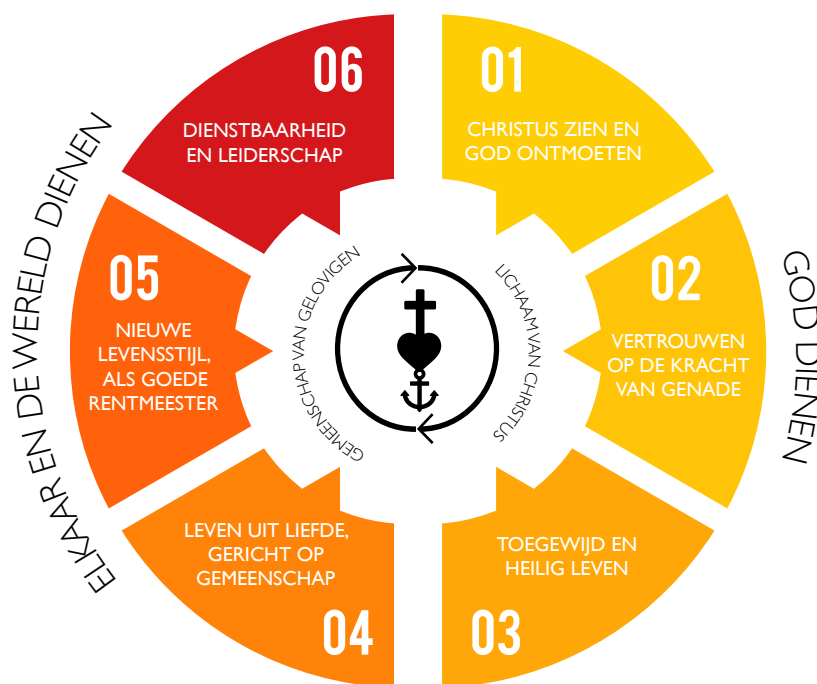 01
CHRISTUS ZIEN EN
GOD ONTMOETEN
02
VERTROUWEN
OP DE KRACHT
VAN GENADE
03
TOEGEWIJD EN
HEILIG LEVEN
04
LEVEN UIT LIEFDE,
GERICHT OP
GEMEENSCHAP
05
NIEUWE
LEVENSSTIJL,
ALS GOEDE
RENTMEESTER
06
DIENSTBAARHEID
EN LEIDERSCHAP
GOD DIENEN
ELKAAR EN DE WERELD DIENEN
LICHAAM VAN CHRISTUS
GEMEENSCHAP VAN GELOVIGEN